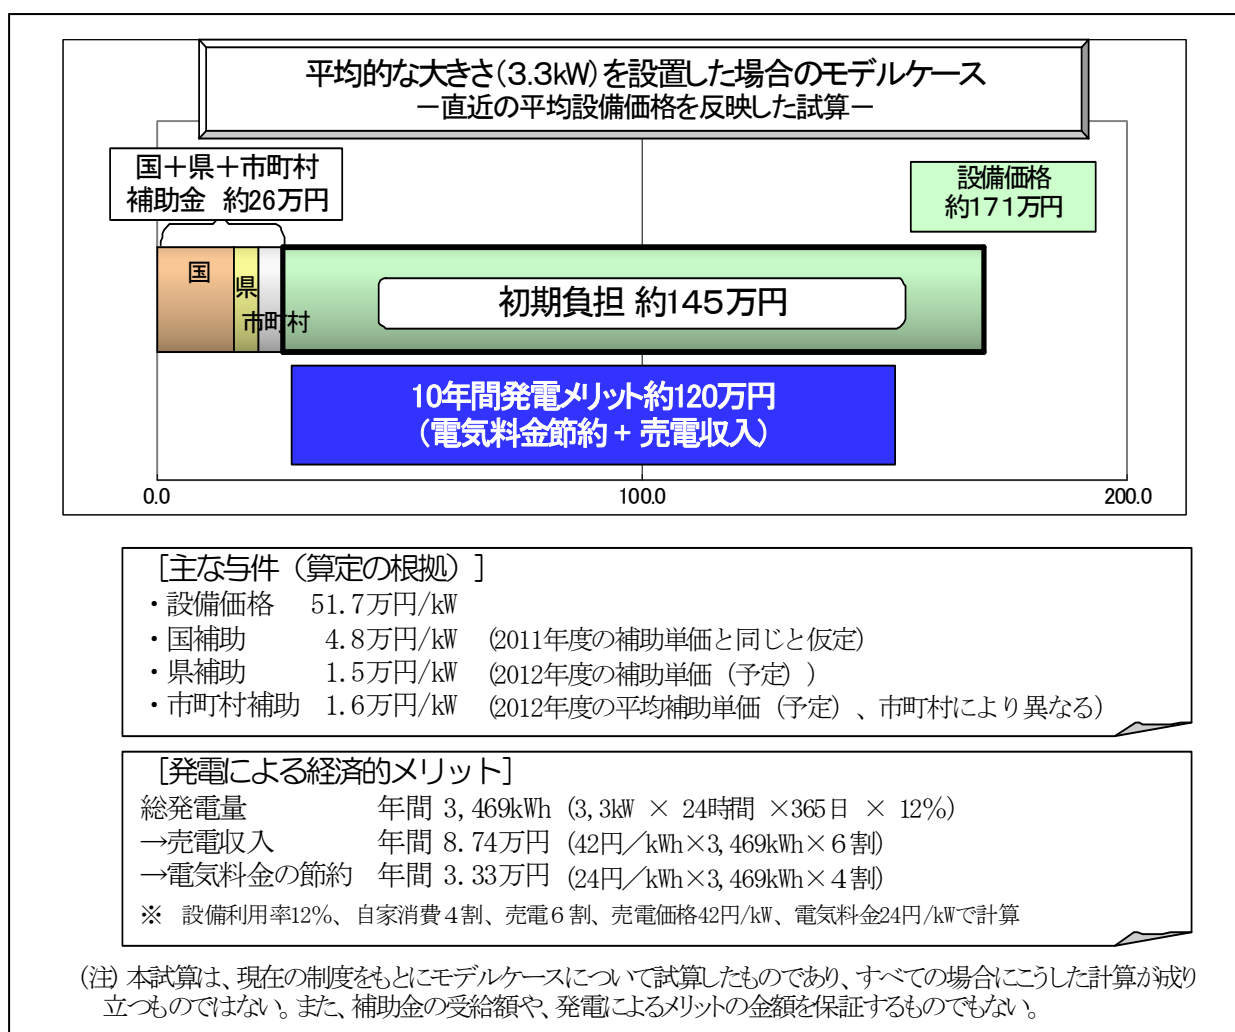 平均的な大きさ(3.3kW)を設置した場合のモデルケース
－直近の平均設備価格を反映した試算－
国＋県＋市町村
補助金 約26万円
設備価格
約171万円
国
県
市町村
初期負担 約145万円
10年間発電メリット約120万円
（電気料金節約 + 売電収入）
0.0 100.0 200.0
［主な与件（算定の根拠）］
・設備価格 51.7万円/kW
・国補助 4.8万円/kW （2011年度の補助単価と同じと仮定）
・県補助 1.5万円/kW （2012年度の補助単価（予定））
・市町村補助 1.6万円/kW （2012年度の平均補助単価（予定）、市町村により異なる）
［発電による経済的メリット］
総発電量 年間 3,469kWh （3,3kW × 24時間 ×365日 × 12%）
→売電収入 年間 8.74万円 （42円／kWh×3,469kWh×６割）
→電気料金の節約 年間 3.33万円 （24円／kWh×3,469kWh×４割）
※ 設備利用率12%、自家消費４割、売電６割、売電価格42円/kW、電気料金24円/kWで計算
(注) 本試算は、現在の制度をもとにモデルケースについて試算したものであり、すべての場合にこうした計算が成り
立つものではない。また、補助金の受給額や、発電によるメリットの金額を保証するものでもない。